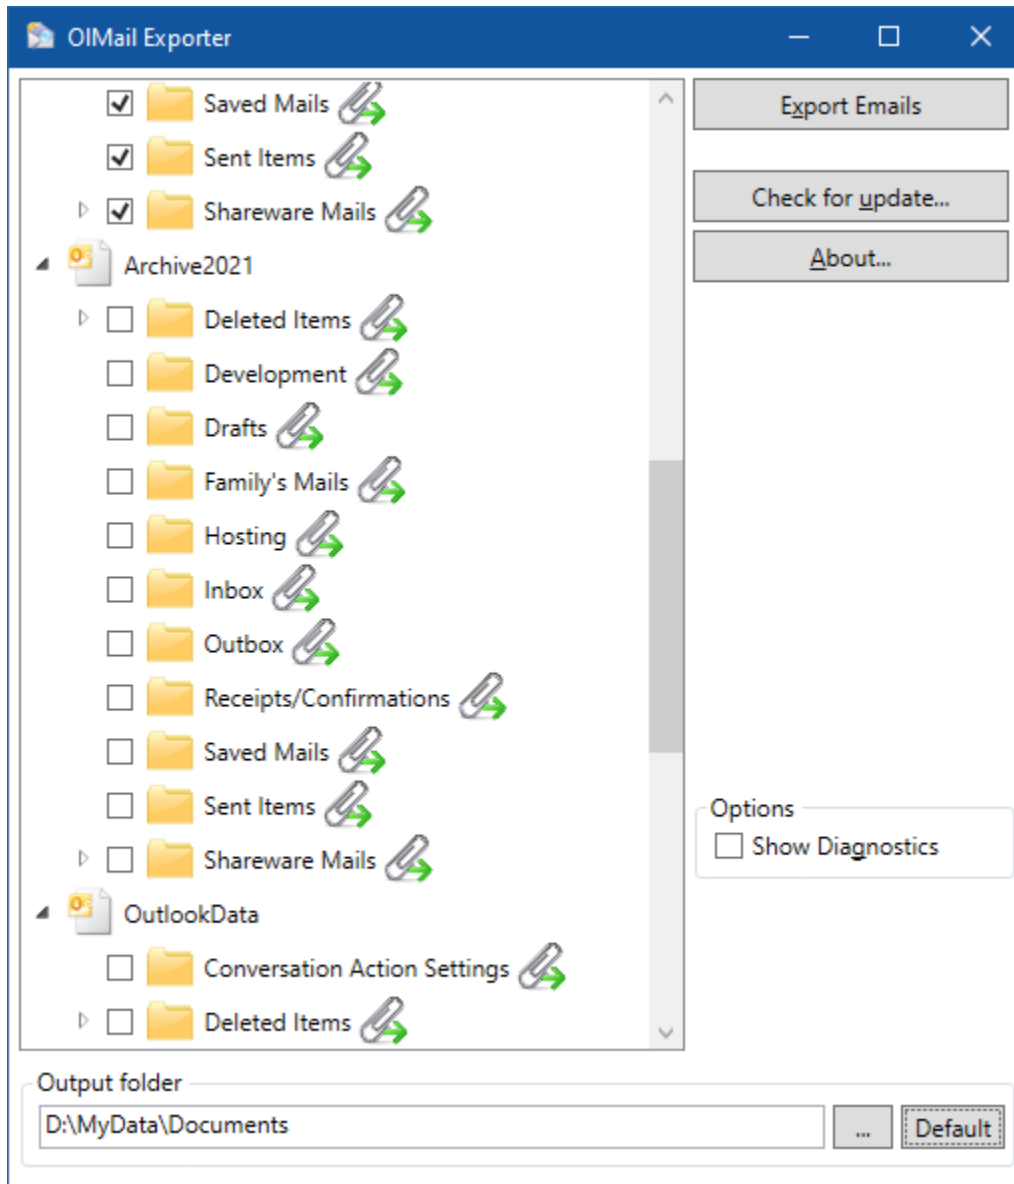 OlMail Exporter
Saved Mails
Sent Items
Shareware Mails
Archive2021
Deleted Items
Development
Drafts
Family's Mails
Hosting
Inbox
Outbox
Receipts/Confirmations
Saved Mails
Sent Items
Shareware Mails
OutlookData
Conversation Action Settings
Deleted Items
Export Emails
Check for update...
About...
Options
Show Diagnostics
Output folder
D:\MyData\Documents
...
Default